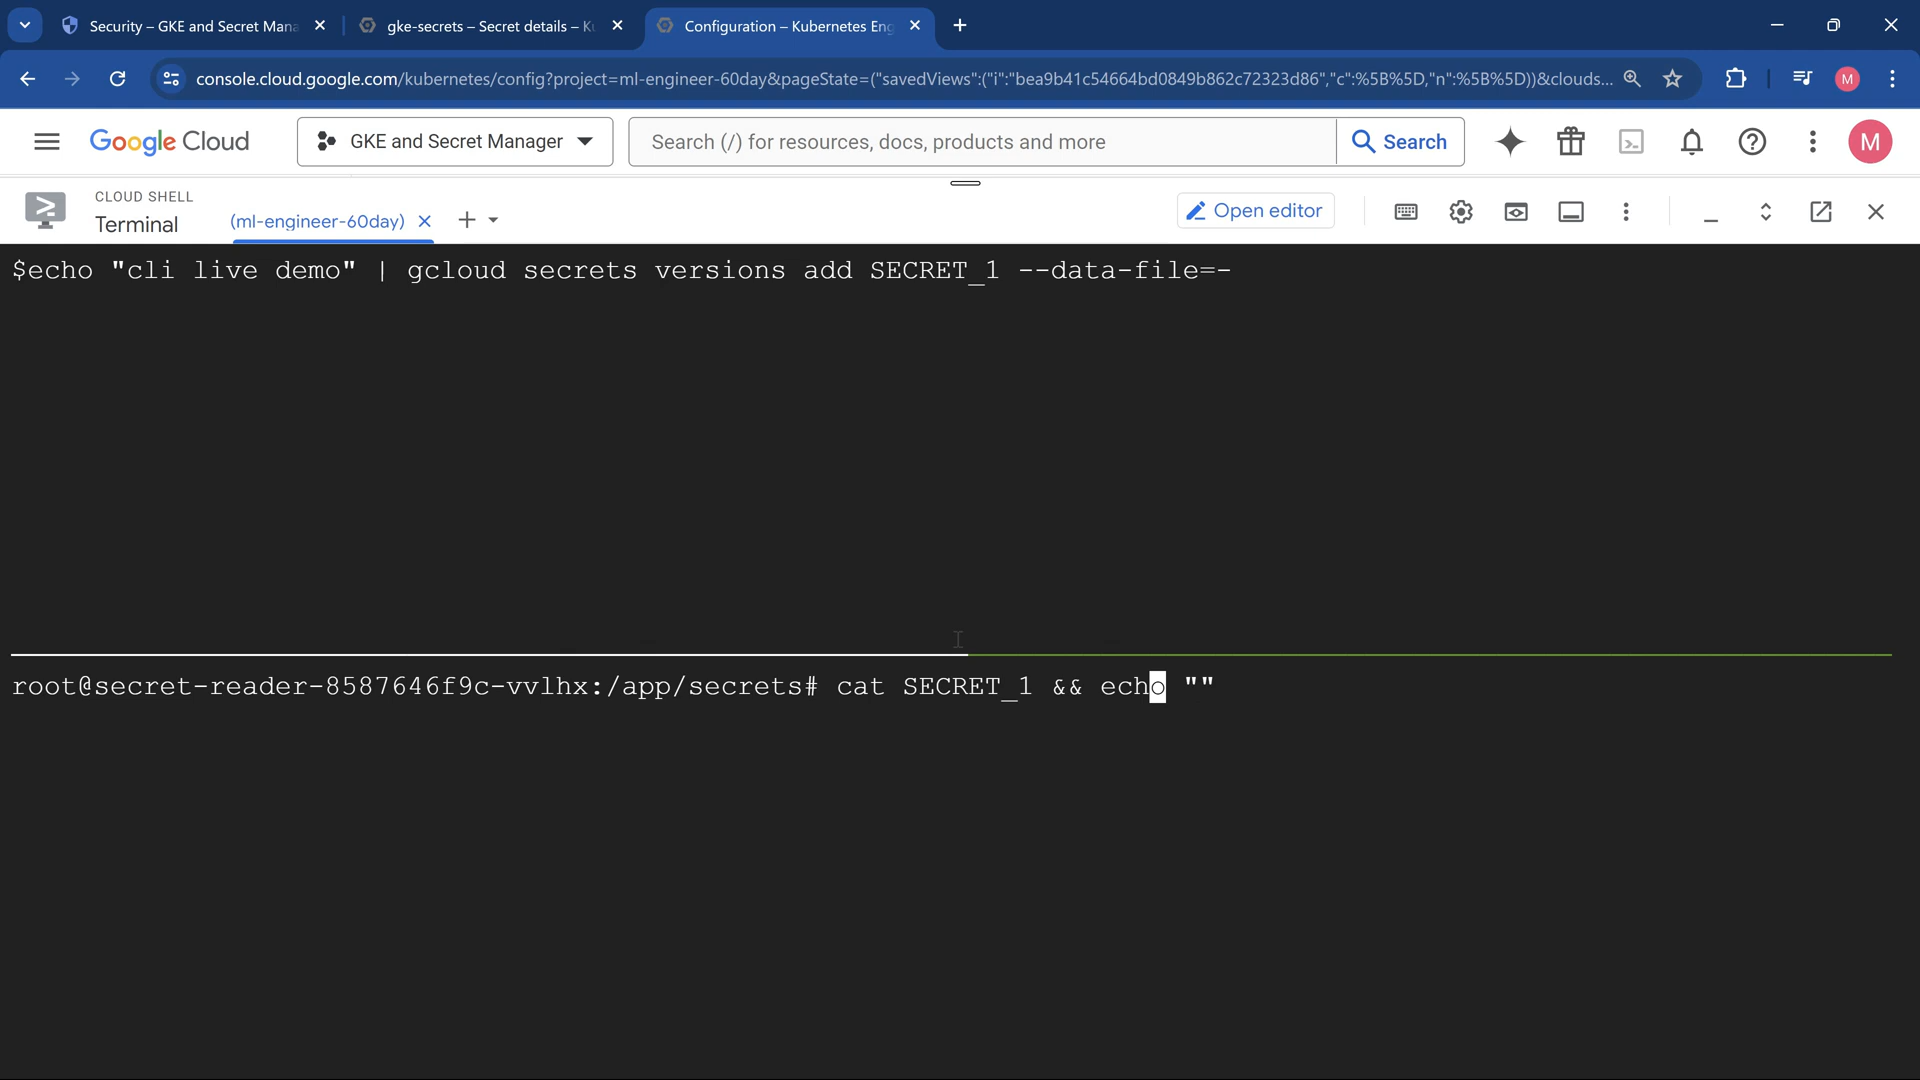 Security – GKE and Secret Mana
gke-secrets – Secret details – Ku
Configuration – Kubernetes Eng
console.cloud.google.com/kubernetes/config?project=ml-engineer-60day&pageState=("savedViews":("i":"bea9b41c54664bd0849b862c72323d86","c":%5B%5D,"n":%5B%5D))&clouds...
M
Google Cloud
GKE and Secret Manager
Search (/) for resources, docs, products and more
Search
M
CLOUD SHELL
Terminal
(ml-engineer-60day)
Open editor
$echo "cli live demo" | gcloud secrets versions add SECRET_1 --data-file=-
root@secret-reader-8587646f9c-vvlhx:/app/secrets# cat SECRET_1 && echo ""